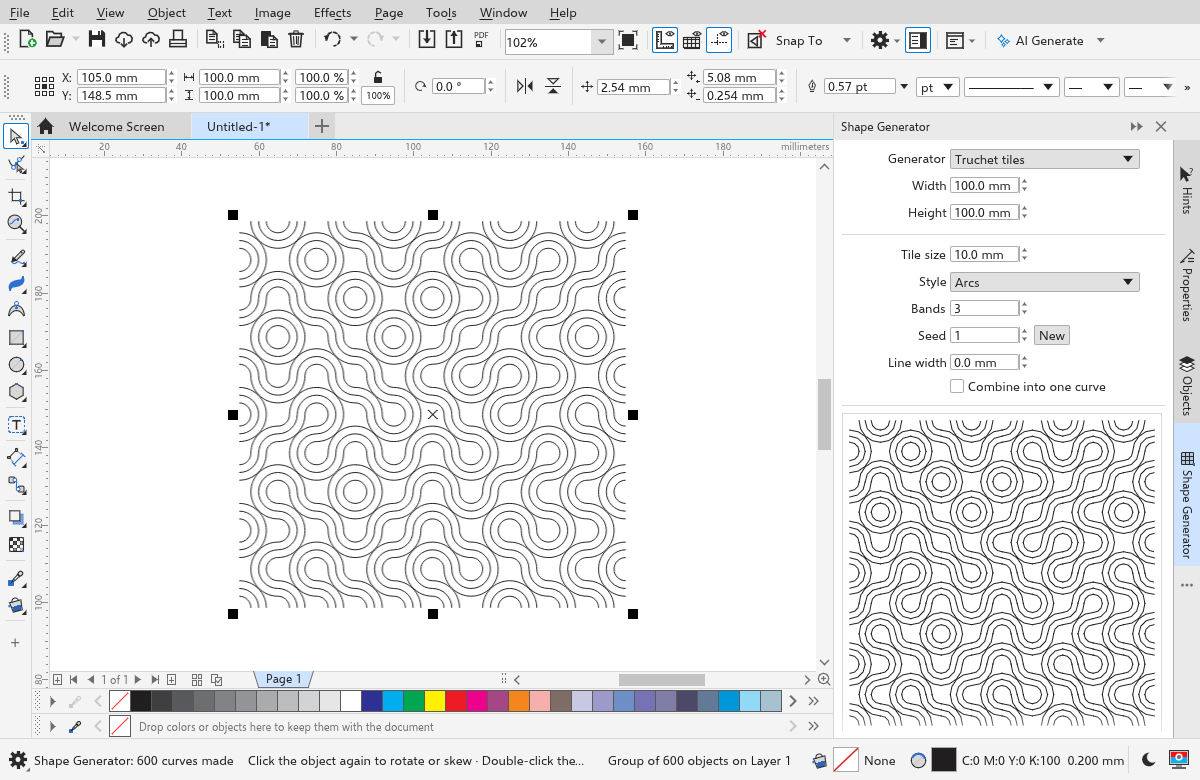 File Edit View Object Text Image Effects Page Tools Window Help
PDF 102% Snap To AI Generate
X: 105.0 mm 100.0 mm 100.0 % 0.0 ° 2.54 mm 5.08 mm 0.57 pt pt
Y: 148.5 mm 100.0 mm 100.0 % 100% 0.254 mm »
Welcome Screen Untitled-1*
20 40 60 80 100 120 140 160 180 millimeters
200
180
160
140
120
100
80
Shape Generator
Generator Truchet tiles
Width 100.0 mm
Height 100.0 mm
Tile size 10.0 mm
Style Arcs
Bands 3
Seed 1 New
Line width 0.0 mm
Combine into one curve
Hints
Properties
Objects
Shape Generator
1 of 1 Page 1
Drop colors or objects here to keep them with the document
Shape Generator: 600 curves made Click the object again to rotate or skew · Double-click the... Group of 600 objects on Layer 1 None C:0 M:0 Y:0 K:100 0.200 mm